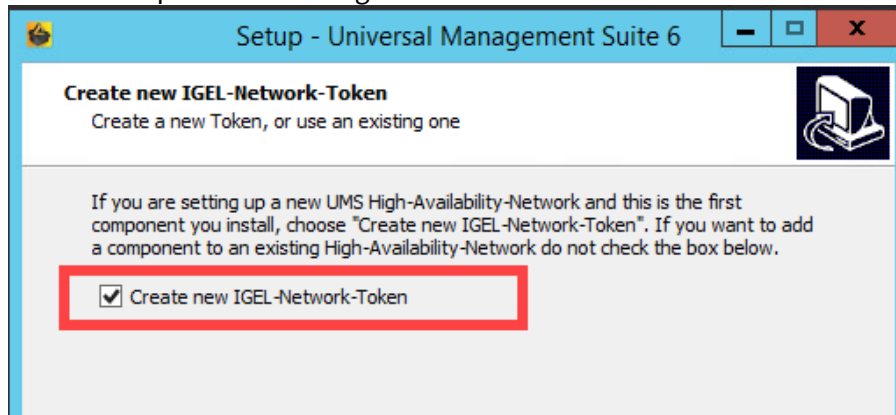 Setup - Universal Management Suite 6
Create new IGEL-Network-Token
Create a new Token, or use an existing one
If you are setting up a new UMS High-Availability-Network and this is the first
component you install, choose "Create new IGEL-Network-Token". If you want to add
a component to an existing High-Availability-Network do not check the box below.
Create new IGEL-Network-Token